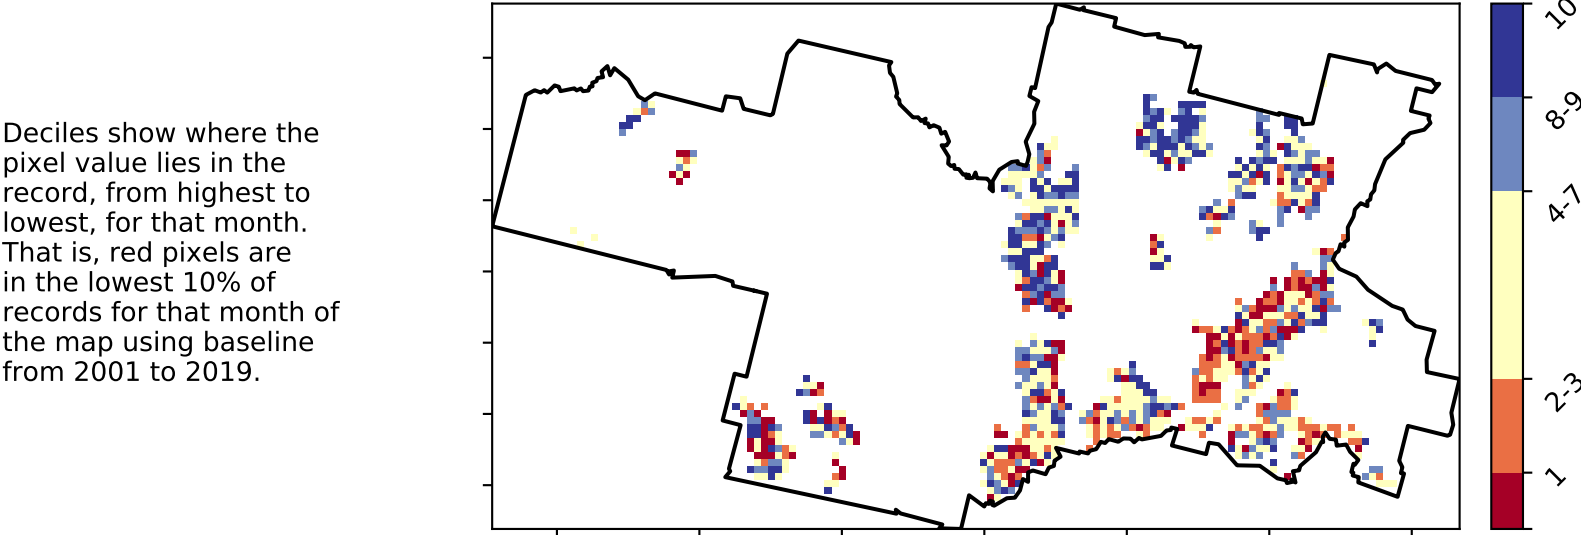 Deciles show where the
pixel value lies in the
record, from highest to
lowest, for that month.
That is, red pixels are
in the lowest 10% of
records for that month of
the map using baseline
from 2001 to 2019.
10
8-9
4-7
2-3
1